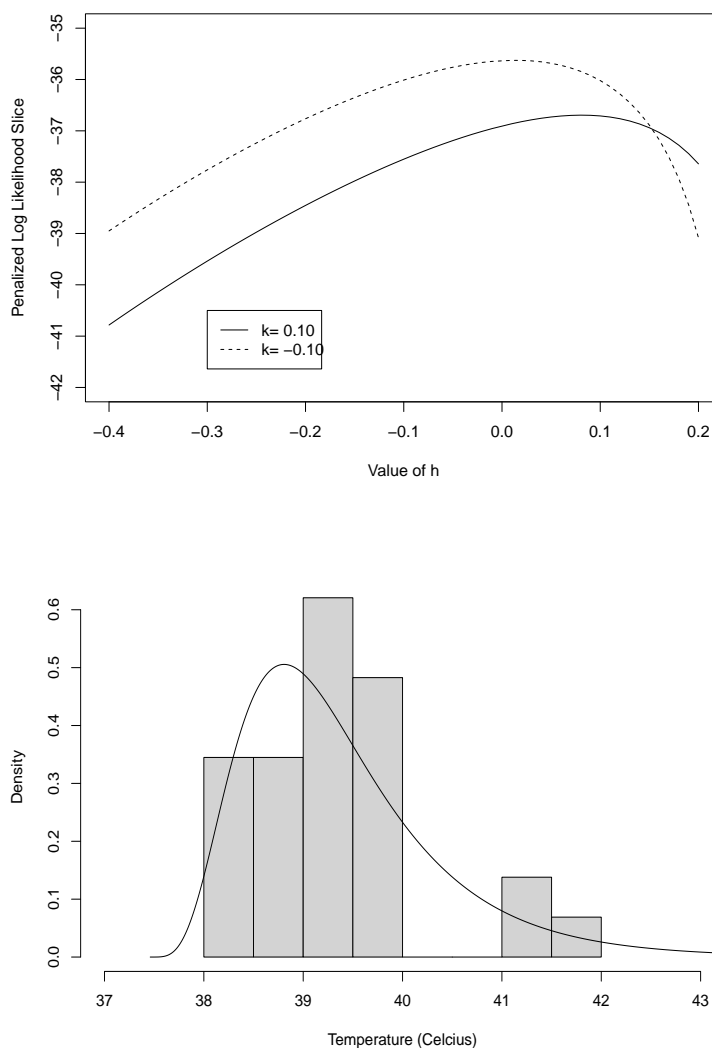 −35
−36
−37
−38
−39
−40
−41
−42
Penalized Log Likelihood Slice
k= 0.10
k= −0.10
−0.4 −0.3 −0.2 −0.1 0.0 0.1 0.2
Value of h
0.6
0.5
0.4
0.3
0.2
0.1
0.0
Density
37 38 39 40 41 42 43
Temperature (Celcius)